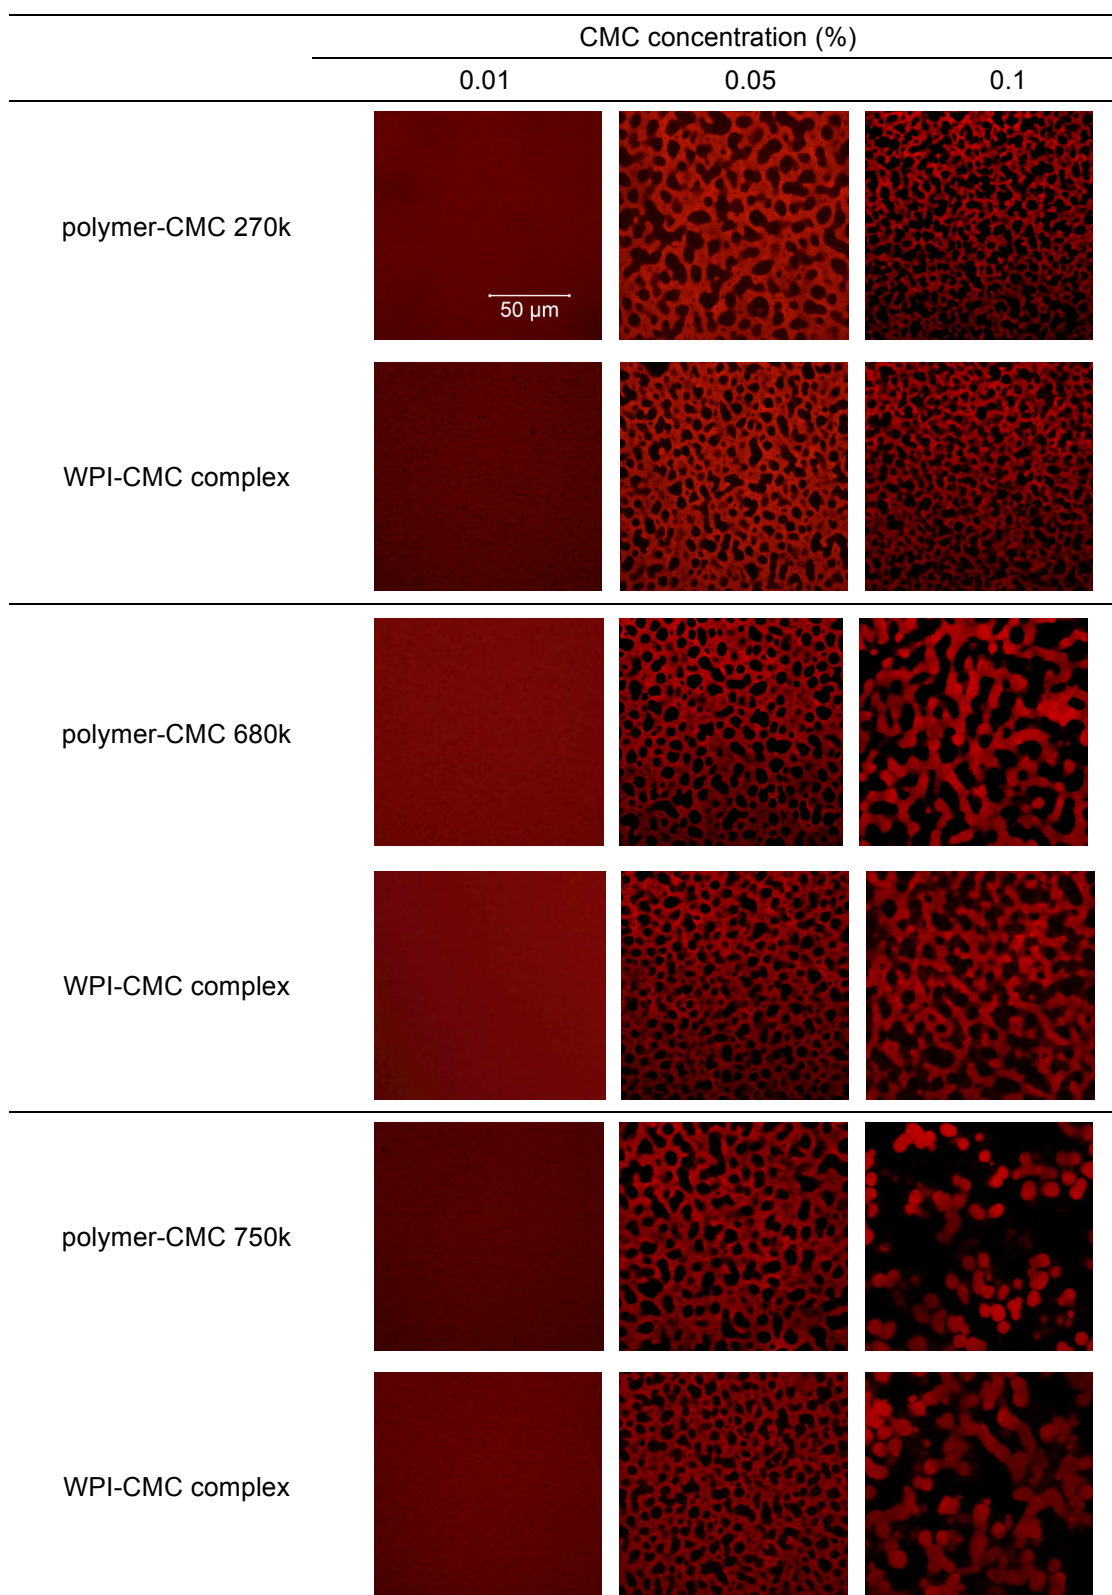 CMC concentration (%)
0.01 0.05 0.1
polymer-CMC 270k
50 µm
WPI-CMC complex
polymer-CMC 680k
WPI-CMC complex
polymer-CMC 750k
WPI-CMC complex